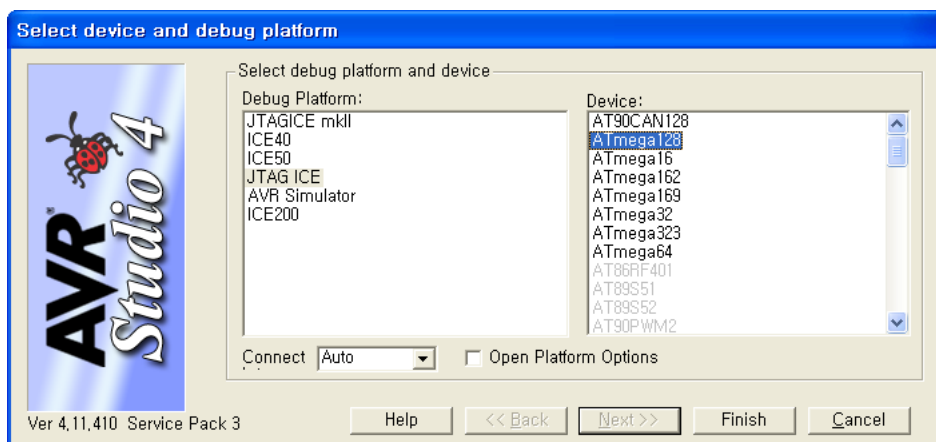 Select device and debug platform
Select debug platform and device
Debug Platform:
JTAGICE mkII
ICE40
ICE50
JTAG ICE
AVR Simulator
ICE200
Device:
AT90CAN128
ATmega128
ATmega16
ATmega162
ATmega169
ATmega32
ATmega323
ATmega64
AT86RF401
AT89S51
AT89S52
AT90PWM2
AVR® Studio 4
Connect
Auto
Open Platform Options
Ver 4,11,410 Service Pack 3
Help
<< Back
Next >>
Finish
Cancel